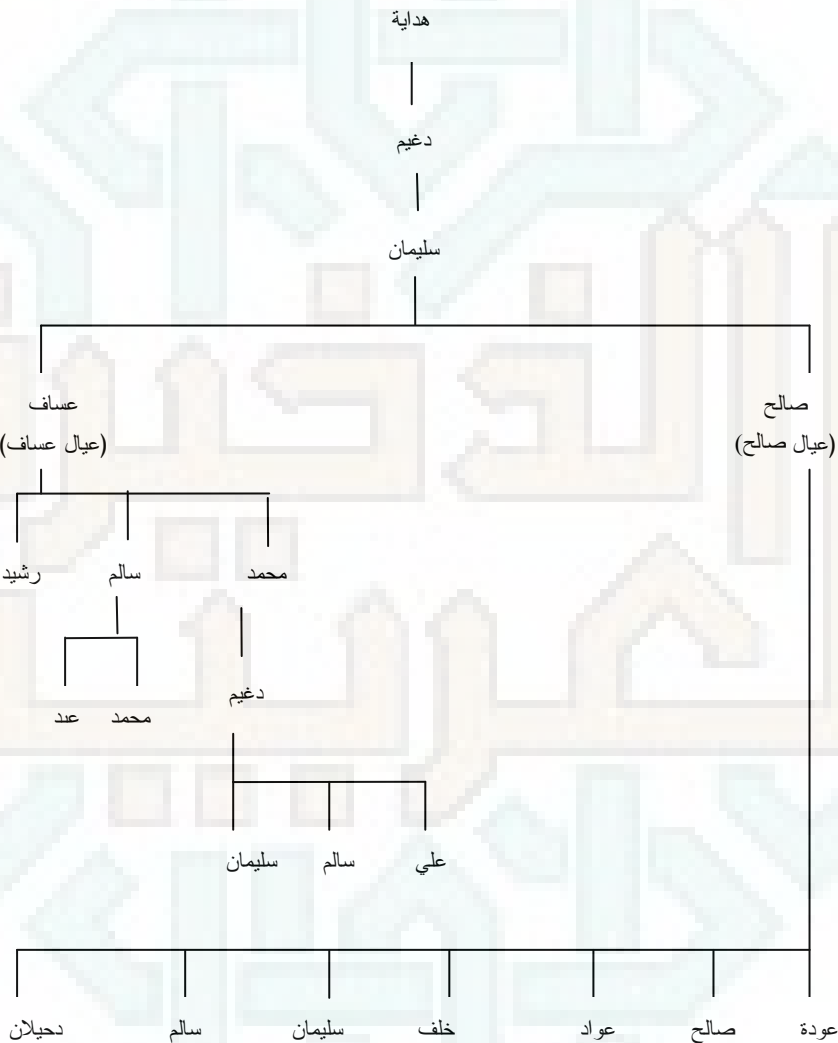 هداية
دغيم
سليمان
صالح عساف
(عيال صالح) (عيال عساف)
محمد سالم رشيد
دغيم
محمد عبد
علي سالم سليمان
عودة صالح عواد خلف سليمان سالم دحيلان